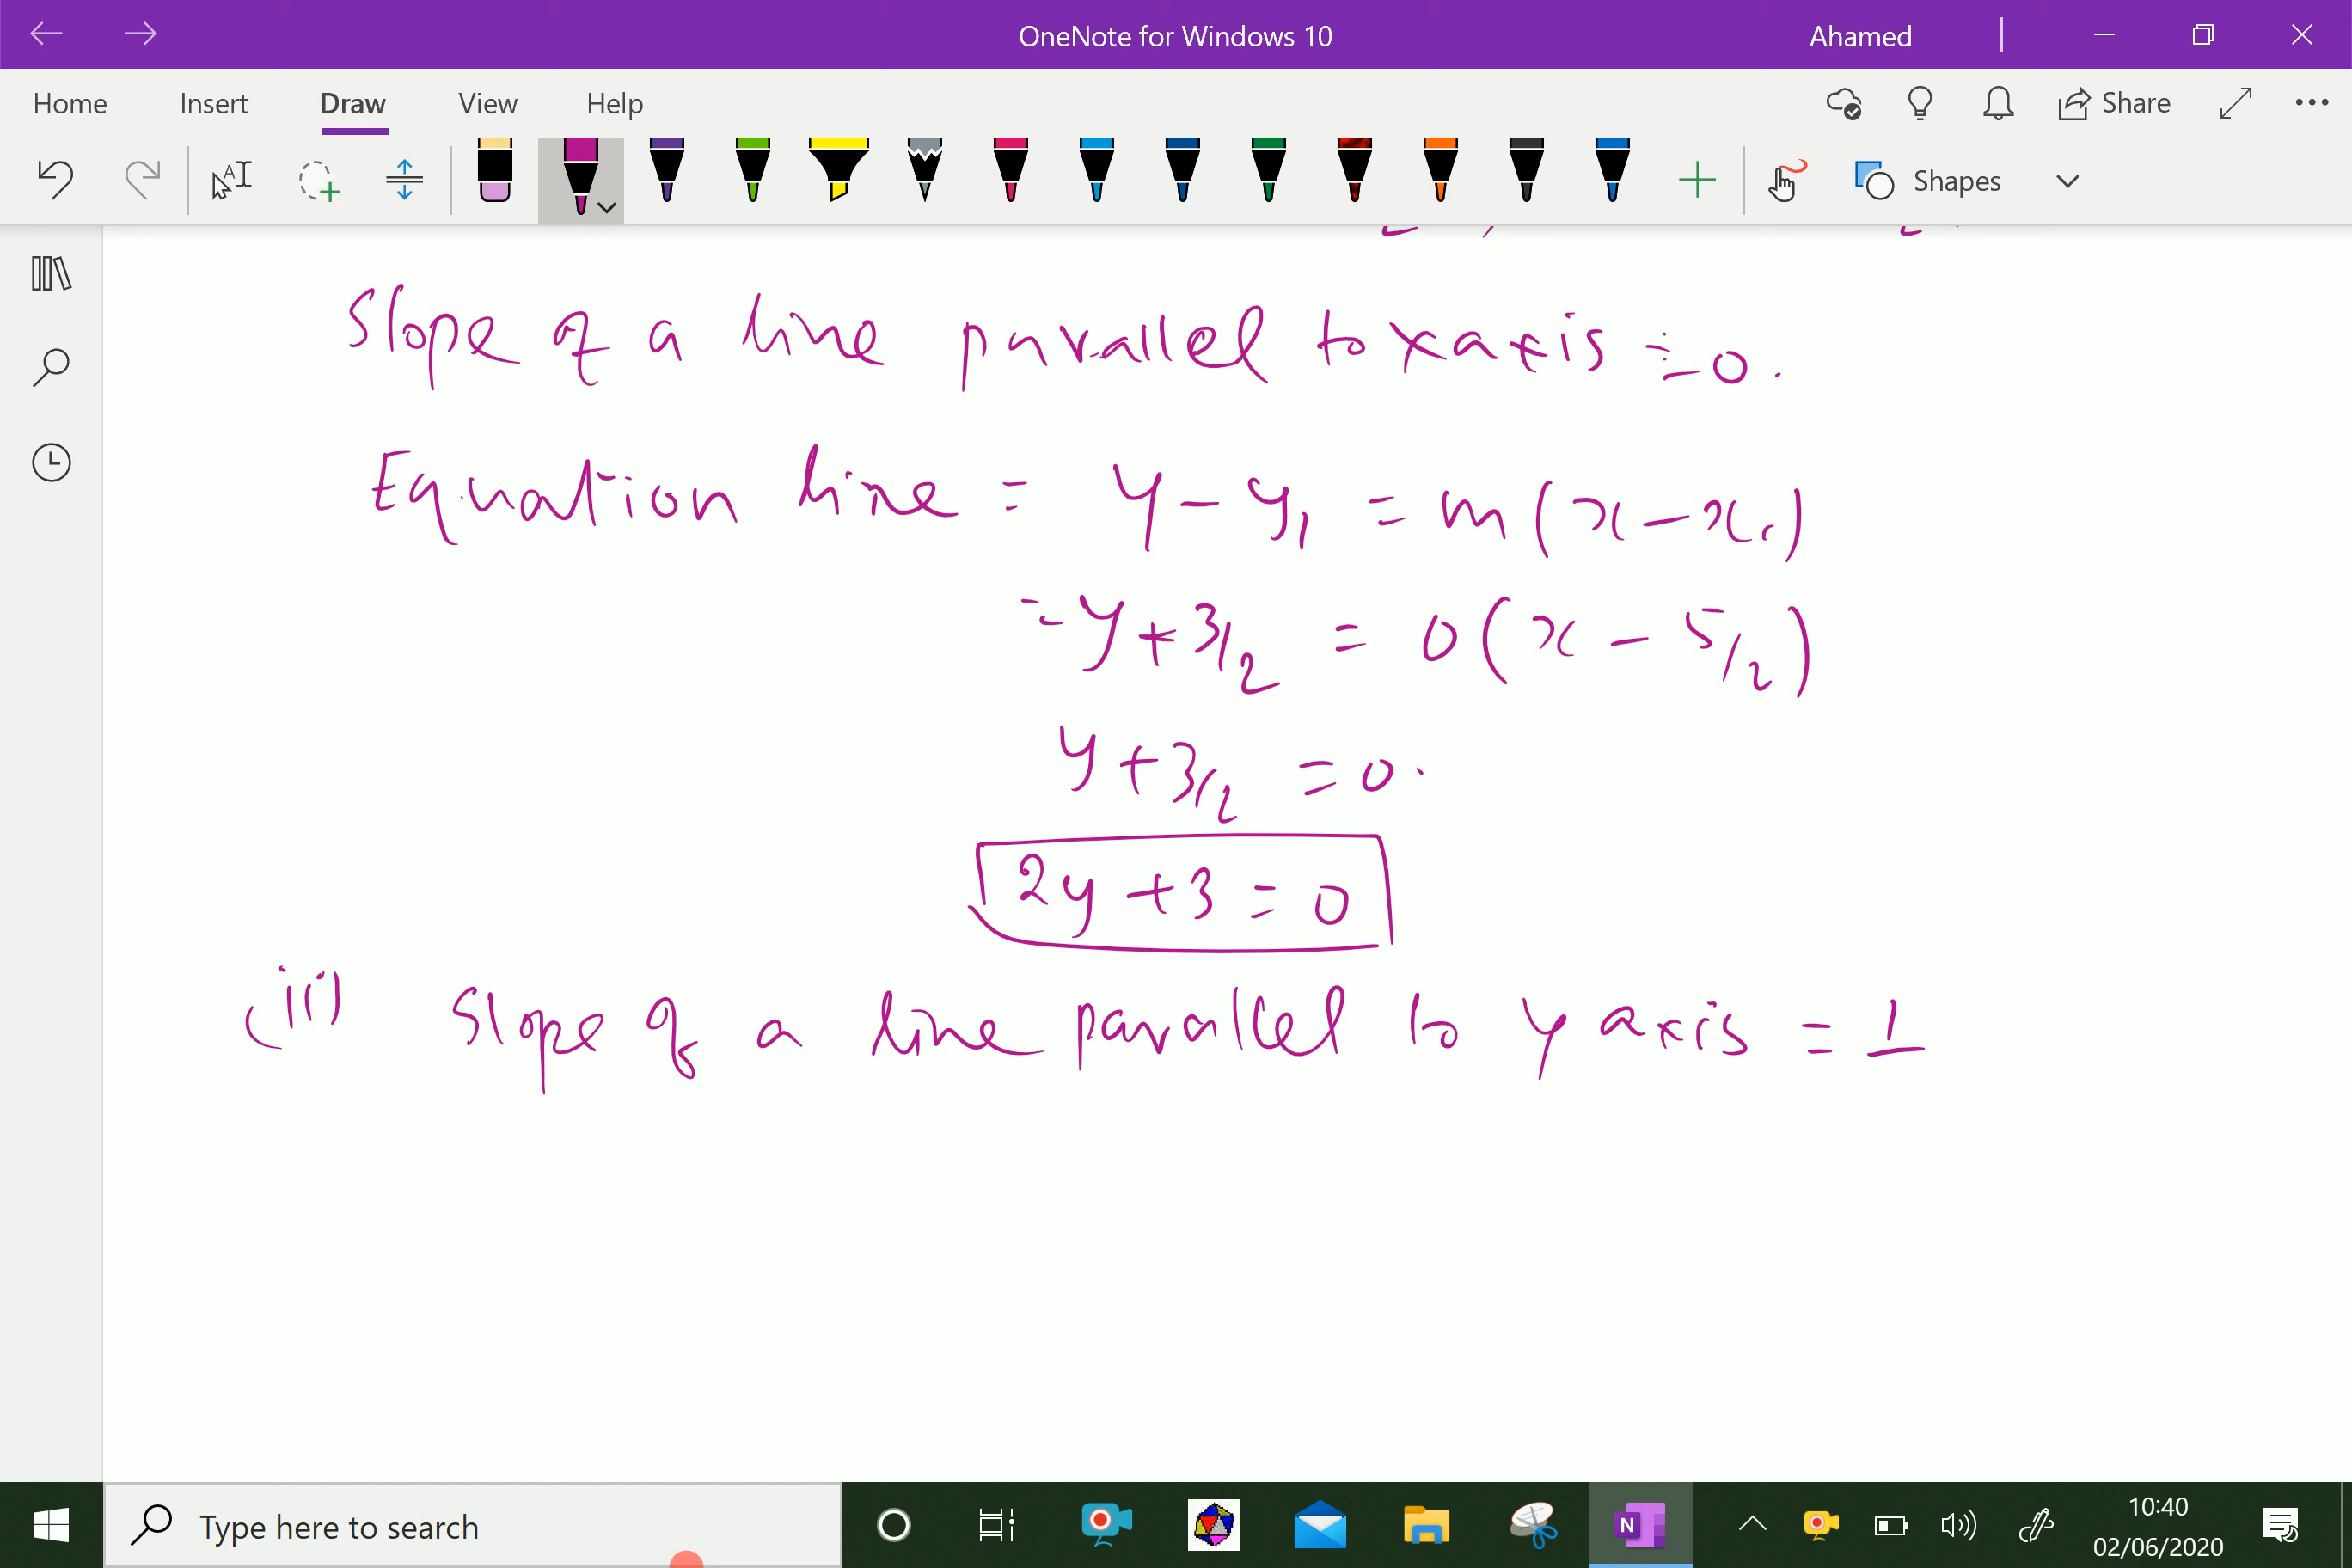 OneNote for Windows 10 Ahamed
Home Insert Draw View Help Share
Shapes
Slope of a line parallel to x axis = 0.
Equation line = y - y₁ = m(x - x₁)
= y + 3/2 = 0(x - 5/2)
y + 3/2 = 0.
2y + 3 = 0
(ii) Slope of a line parallel to y axis = 1
Type here to search
10:40
02/06/2020